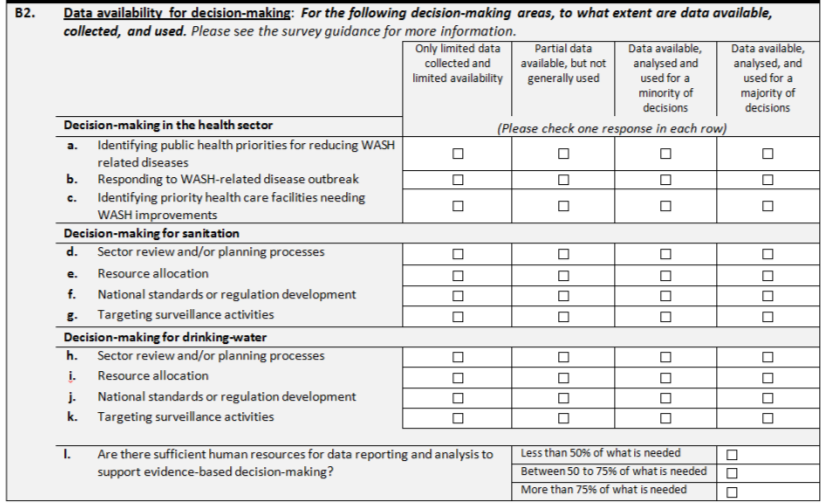 B2. Data availability for decision-making: For the following decision-making areas, to what extent are data available,
collected, and used. Please see the survey guidance for more information.
Only limited data collected and limited availability
Partial data available, but not generally used
Data available, analysed and used for a minority of decisions
Data available, analysed, and used for a majority of decisions
Decision-making in the health sector (Please check one response in each row)
a. Identifying public health priorities for reducing WASH
related diseases ☐ ☐ ☐ ☐
b. Responding to WASH-related disease outbreak ☐ ☐ ☐ ☐
c. Identifying priority health care facilities needing
WASH improvements ☐ ☐ ☐ ☐
Decision-making for sanitation
d. Sector review and/or planning processes ☐ ☐ ☐ ☐
e. Resource allocation ☐ ☐ ☐ ☐
f. National standards or regulation development ☐ ☐ ☐ ☐
g. Targeting surveillance activities ☐ ☐ ☐ ☐
Decision-making for drinking-water
h. Sector review and/or planning processes ☐ ☐ ☐ ☐
i. Resource allocation ☐ ☐ ☐ ☐
j. National standards or regulation development ☐ ☐ ☐ ☐
k. Targeting surveillance activities ☐ ☐ ☐ ☐
l. Are there sufficient human resources for data reporting and analysis to
support evidence-based decision-making?
Less than 50% of what is needed ☐
Between 50 to 75% of what is needed ☐
More than 75% of what is needed ☐